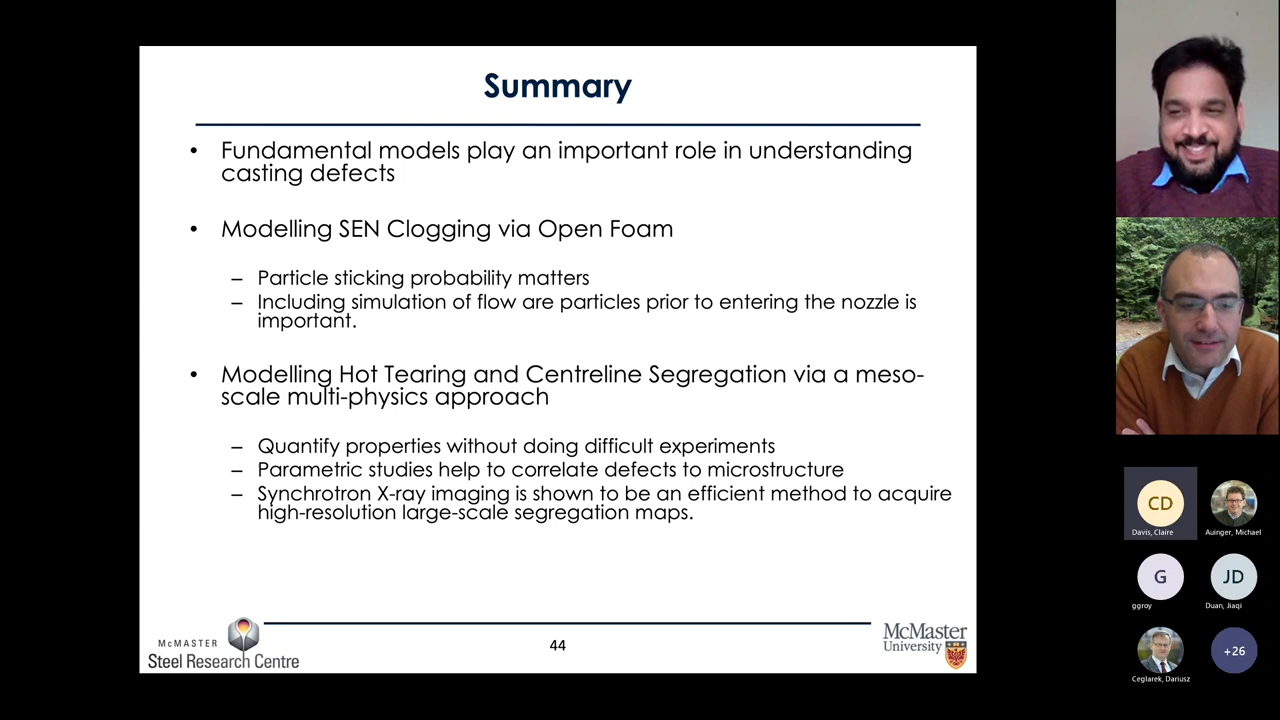 Summary
• Fundamental models play an important role in understanding
casting defects
• Modelling SEN Clogging via Open Foam
– Particle sticking probability matters
– Including simulation of flow are particles prior to entering the nozzle is
important.
• Modelling Hot Tearing and Centreline Segregation via a meso-
scale multi-physics approach
– Quantify properties without doing difficult experiments
– Parametric studies help to correlate defects to microstructure
– Synchrotron X-ray imaging is shown to be an efficient method to acquire
high-resolution large-scale segregation maps.
McMASTER
Steel Research Centre
44
McMaster
University
CD
Davis, Claire
Auinger, Michael
G
ggroy
JD
Duan, Jiaqi
Ceglarek, Dariusz
+26